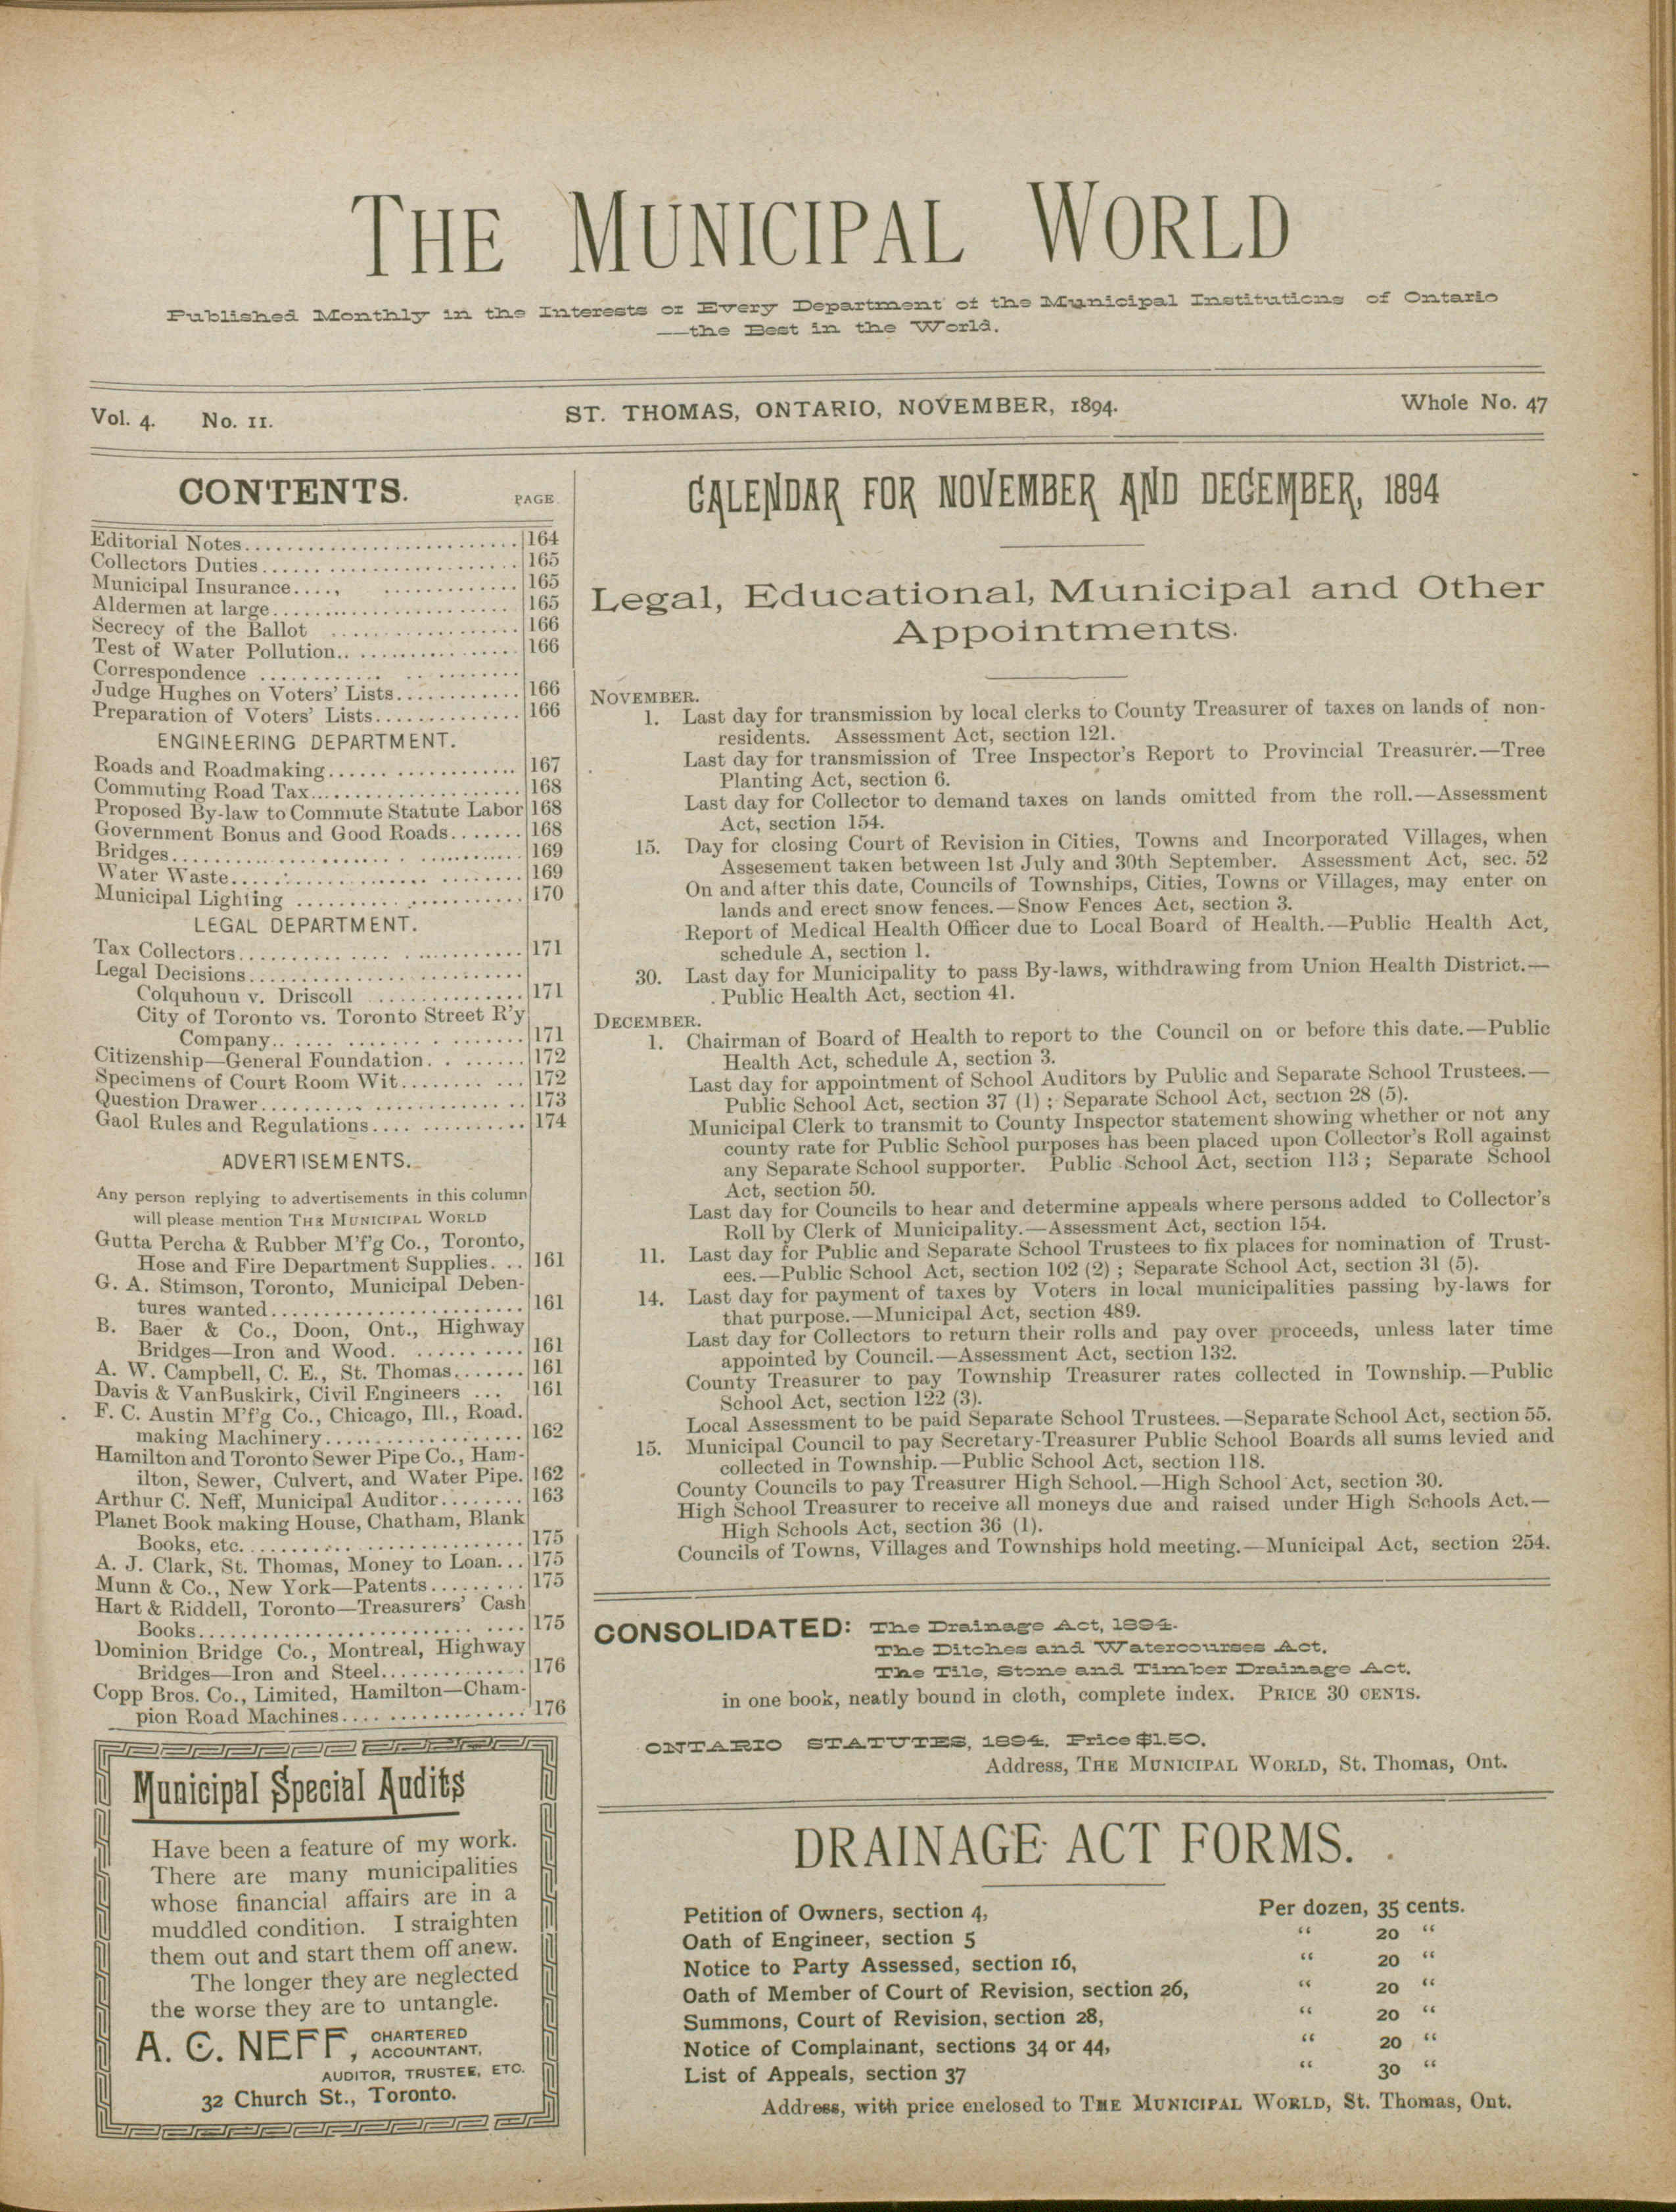 THE MUNICIPAL WORLD
Published Monthly in the Interests of Every Department of the Municipal Institutions of Ontario
—the Best in the World.
Vol. 4. No. 11.
ST. THOMAS, ONTARIO, NOVEMBER, 1894.
Whole No. 47
CONTENTS.
PAGE
Editorial Notes........................... 164
Collectors Duties........................ 165
Municipal Insurance...., ............. 165
Aldermen at large....................... 165
Secrecy of the Ballot .................. 166
Test of Water Pollution.. ............... 166
Correspondence ............ .. ........
Judge Hughes on Voters' Lists............ 166
Preparation of Voters' Lists.............. 166
ENGINEERING DEPARTMENT.
Roads and Roadmaking...... ............ 167
Commuting Road Tax.................... 168
Proposed By-law to Commute Statute Labor 168
Government Bonus and Good Roads....... 168
Bridges...................... . ........... 169
Water Waste....................... ........ 169
Municipal Lighting .......... ........... 170
LEGAL DEPARTMENT.
Tax Collectors............ .... ............ 171
Legal Decisions..........................
Colquhoun v. Driscoll ............... 171
City of Toronto vs. Toronto Street R'y
Company.. .... ....... . ....... 171
Citizenship—General Foundation. . ....... 172
Specimens of Court Room Wit........ ... 172
Question Drawer.......... ............ .. 173
Gaol Rules and Regulations.... .......... 174
ADVERTISEMENTS.
Any person replying to advertisements in this column
will please mention THE MUNICIPAL WORLD
Gutta Percha & Rubber M'f'g Co., Toronto,
Hose and Fire Department Supplies. .. 161
G. A. Stimson, Toronto, Municipal Deben-
tures wanted........................ 161
B. Baer & Co., Doon, Ont., Highway
Bridges—Iron and Wood. .......... 161
A. W. Campbell, C. E., St. Thomas....... 161
Davis & VanBuskirk, Civil Engineers ... 161
F. C. Austin M'f'g Co., Chicago, Ill., Road.
making Machinery................... 162
Hamilton and Toronto Sewer Pipe Co., Ham-
ilton, Sewer, Culvert, and Water Pipe. 162
Arthur C. Neff, Municipal Auditor........ 163
Planet Book making House, Chatham, Blank
Books, etc.......... ............... 175
A. J. Clark, St. Thomas, Money to Loan... 175
Munn & Co., New York—Patents......... 175
Hart & Riddell, Toronto—Treasurers' Cash
Books.......................... .... 175
Dominion Bridge Co., Montreal, Highway
Bridges—Iron and Steel.............. 176
Copp Bros. Co., Limited, Hamilton—Cham-
pion Road Machines.... ............. 176
Municipal Special Audits
Have been a feature of my work.
There are many municipalities
whose financial affairs are in a
muddled condition. I straighten
them out and start them off anew.
The longer they are neglected
the worse they are to untangle.
A. C. NEFF, CHARTERED
ACCOUNTANT,
AUDITOR, TRUSTEE, ETC.
32 Church St., Toronto.
CALENDAR FOR NOVEMBER AND DECEMBER, 1894
Legal, Educational, Municipal and Other
Appointments.
NOVEMBER.
1. Last day for transmission by local clerks to County Treasurer of taxes on lands of non-
residents. Assessment Act, section 121.
Last day for transmission of Tree Inspector's Report to Provincial Treasurer.—Tree
Planting Act, section 6.
Last day for Collector to demand taxes on lands omitted from the roll.—Assessment
Act, section 154.
15. Day for closing Court of Revision in Cities, Towns and Incorporated Villages, when
Assesement taken between 1st July and 30th September. Assessment Act, sec. 52
On and after this date, Councils of Townships, Cities, Towns or Villages, may enter on
lands and erect snow fences.—Snow Fences Act, section 3.
Report of Medical Health Officer due to Local Board of Health.—Public Health Act,
schedule A, section 1.
30. Last day for Municipality to pass By-laws, withdrawing from Union Health District.—
Public Health Act, section 41.
DECEMBER.
1. Chairman of Board of Health to report to the Council on or before this date.—Public
Health Act, schedule A, section 3.
Last day for appointment of School Auditors by Public and Separate School Trustees.—
Public School Act, section 37 (1) ; Separate School Act, section 28 (5).
Municipal Clerk to transmit to County Inspector statement showing whether or not any
county rate for Public School purposes has been placed upon Collector's Roll against
any Separate School supporter. Public School Act, section 113 ; Separate School
Act, section 50.
Last day for Councils to hear and determine appeals where persons added to Collector's
Roll by Clerk of Municipality.—Assessment Act, section 154.
11. Last day for Public and Separate School Trustees to fix places for nomination of Trust-
ees.—Public School Act, section 102 (2) ; Separate School Act, section 31 (5).
14. Last day for payment of taxes by Voters in local municipalities passing by-laws for
that purpose.—Municipal Act, section 489.
Last day for Collectors to return their rolls and pay over proceeds, unless later time
appointed by Council.—Assessment Act, section 132.
County Treasurer to pay Township Treasurer rates collected in Township.—Public
School Act, section 122 (3).
Local Assessment to be paid Separate School Trustees.—Separate School Act, section 55.
15. Municipal Council to pay Secretary-Treasurer Public School Boards all sums levied and
collected in Township.—Public School Act, section 118.
County Councils to pay Treasurer High School.—High School Act, section 30.
High School Treasurer to receive all moneys due and raised under High Schools Act.—
High Schools Act, section 36 (1).
Councils of Towns, Villages and Townships hold meeting.—Municipal Act, section 254.
CONSOLIDATED: The Drainage Act, 1894.
The Ditches and Watercourses Act.
The Tile, Stone and Timber Drainage Act.
in one book, neatly bound in cloth, complete index. PRICE 30 CENTS.
ONTARIO STATUTES, 1894, Price $1.50.
Address, THE MUNICIPAL WORLD, St. Thomas, Ont.
DRAINAGE ACT FORMS.
Petition of Owners, section 4, Per dozen, 35 cents.
Oath of Engineer, section 5 “ 20 “
Notice to Party Assessed, section 16, “ 20 “
Oath of Member of Court of Revision, section 26, “ 20 “
Summons, Court of Revision, section 28, “ 20 “
Notice of Complainant, sections 34 or 44, “ 20 “
List of Appeals, section 37 “ 30 “
Address, with price enclosed to THE MUNICIPAL WORLD, St. Thomas, Ont.